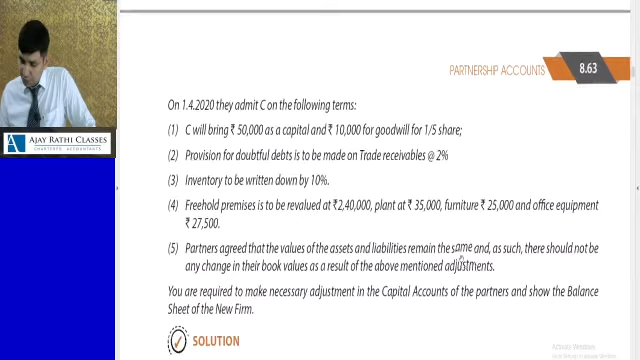 PARTNERSHIP ACCOUNTS 8.63
On 1.4.2020 they admit C on the following terms:
(1) C will bring ₹ 50,000 as a capital and ₹ 10,000 for goodwill for 1/5 share;
AJAY RATHI CLASSES
CHARTERED ACCOUNTANTS
(2) Provision for doubtful debts is to be made on Trade receivables @ 2%
(3) Inventory to be written down by 10%.
(4) Freehold premises is to be revalued at ₹2,40,000, plant at ₹ 35,000, furniture ₹ 25,000 and office equipment
₹ 27,500.
(5) Partners agreed that the values of the assets and liabilities remain the same and, as such, there should not be
any change in their book values as a result of the above mentioned adjustments.
You are required to make necessary adjustment in the Capital Accounts of the partners and show the Balance
Sheet of the New Firm.
SOLUTION
Activate Windows